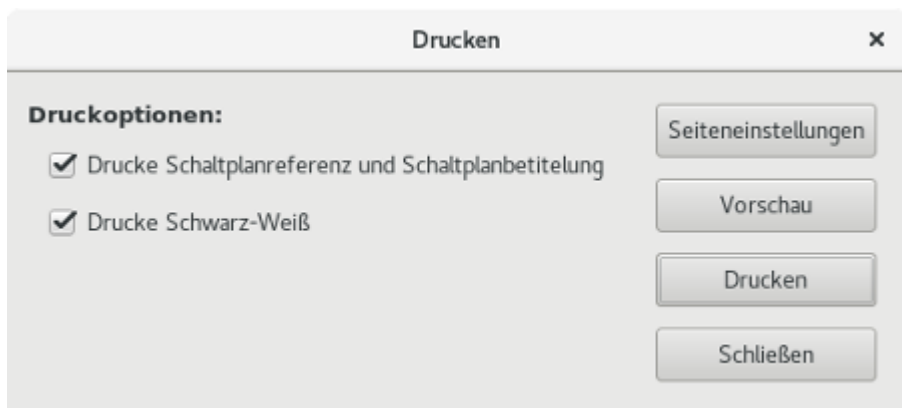 Drucken
Druckoptionen:
Drucke Schaltplanreferenz und Schaltplanbetitelung
Drucke Schwarz-Weiß
Seiteneinstellungen
Vorschau
Drucken
Schließen